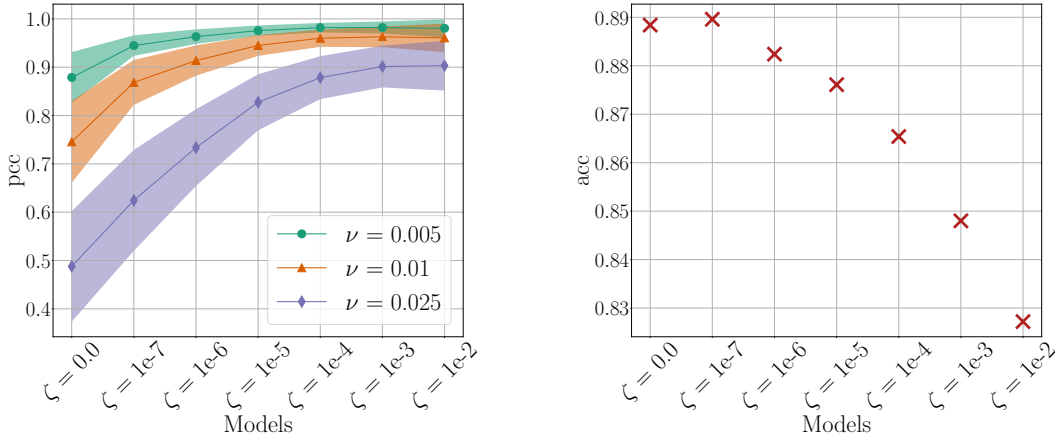 1.0
0.9
0.8
0.7
0.6
0.5
0.4
pcc
ν = 0.005
ν = 0.01
ν = 0.025
ζ = 0.0
ζ = 1e-7
ζ = 1e-6
ζ = 1e-5
ζ = 1e-4
ζ = 1e-3
ζ = 1e-2
Models
0.89
0.88
0.87
0.86
0.85
0.84
0.83
acc
ζ = 0.0
ζ = 1e-7
ζ = 1e-6
ζ = 1e-5
ζ = 1e-4
ζ = 1e-3
ζ = 1e-2
Models